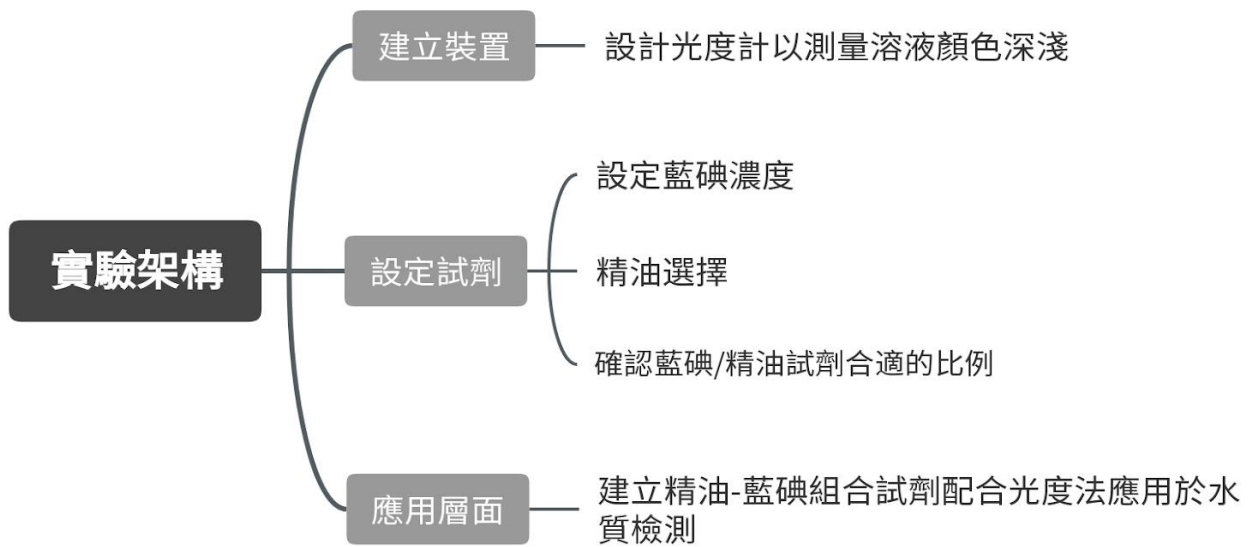 實驗架構
建立裝置
設計光度計以測量溶液顏色深淺
設定試劑
設定藍碘濃度
精油選擇
確認藍碘/精油試劑合適的比例
應用層面
建立精油-藍碘組合試劑配合光度法應用於水
質檢測